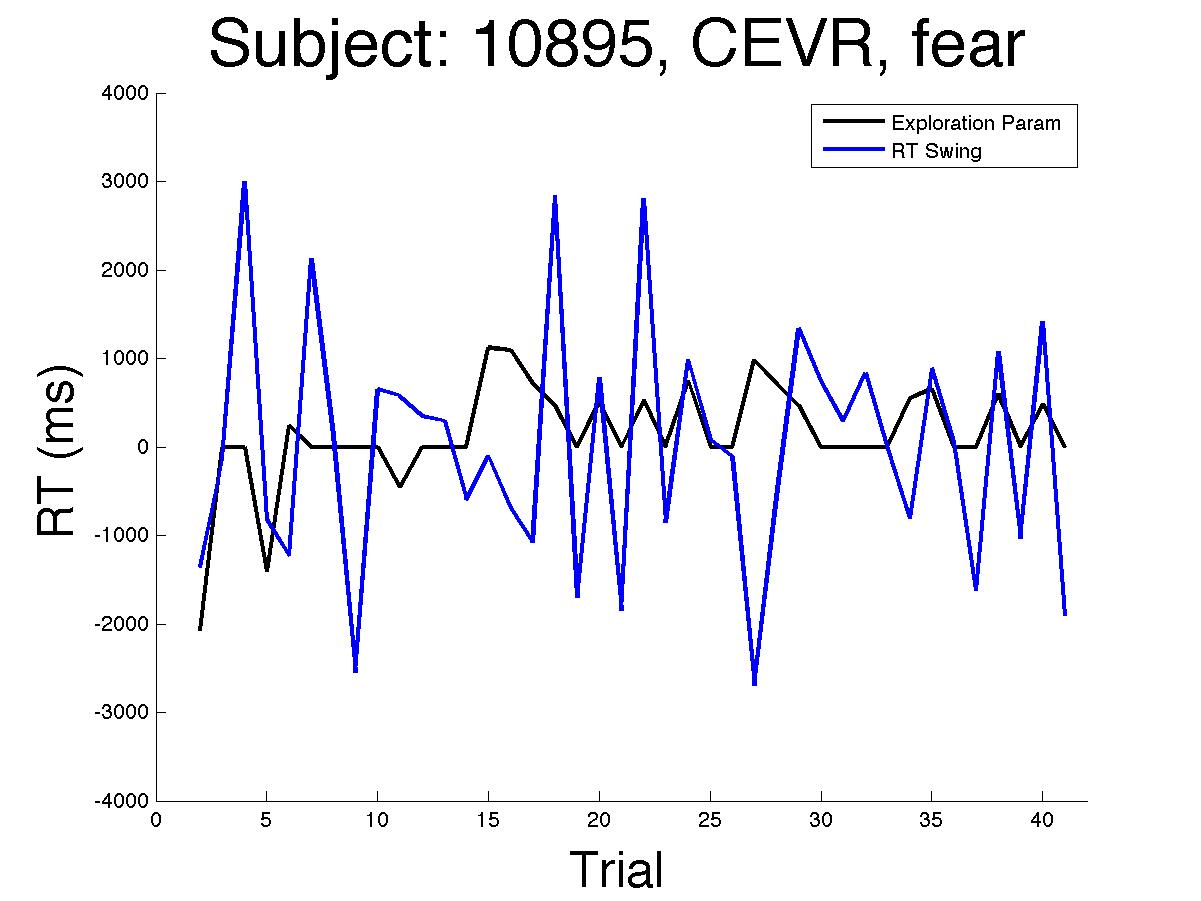 Subject: 10895, CEVR, fear
4000
3000
2000
1000
0
-1000
-2000
-3000
-4000
RT (ms)
Exploration Param
RT Swing
0 5 10 15 20 25 30 35 40
Trial